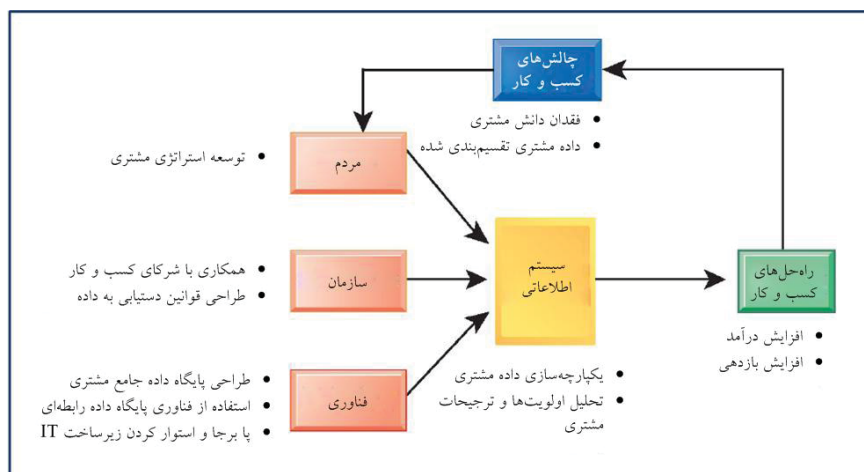 چالش‌های
کسب و کار
• فقدان دانش مشتری
• داده مشتری تقسیم‌بندی شده
مردم
• توسعه استراتژی مشتری
سازمان
• همکاری با شرکای کسب و کار
• طراحی قوانین دستیابی به داده
سیستم
اطلاعاتی
راه‌حل‌های
کسب و کار
• افزایش درآمد
• افزایش بازدهی
فناوری
• طراحی پایگاه داده جامع مشتری
• استفاده از فناوری پایگاه داده رابطه‌ای
• پا برجا و استوار کردن زیرساخت IT
• یکپارچه‌سازی داده مشتری
• تحلیل اولویت‌ها و ترجیحات
مشتری